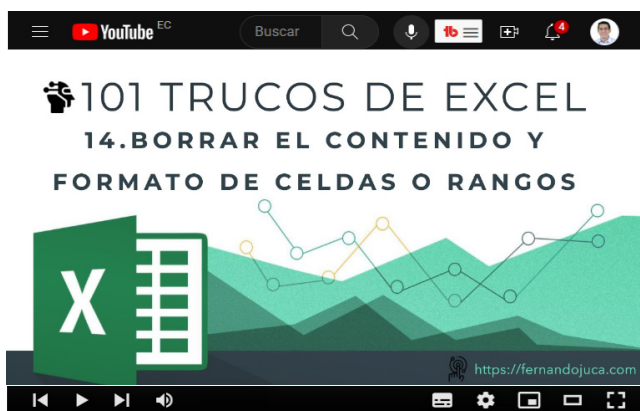 YouTube EC
Buscar
tb
4
101 TRUCOS DE EXCEL
14.BORRAR EL CONTENIDO Y
FORMATO DE CELDAS O RANGOS
X
https://fernandojuca.com